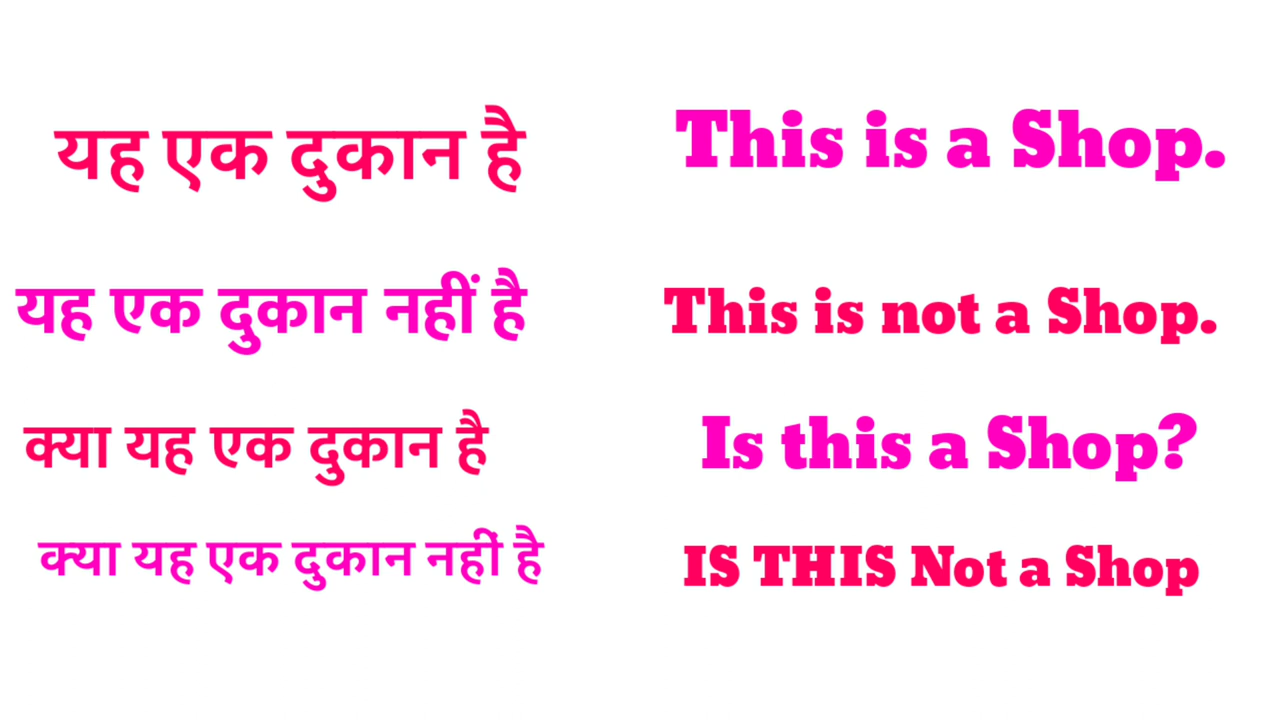 यह एक दुकान है This is a Shop.
यह एक दुकान नहीं है This is not a Shop.
क्या यह एक दुकान है Is this a Shop?
क्या यह एक दुकान नहीं है IS THIS Not a Shop